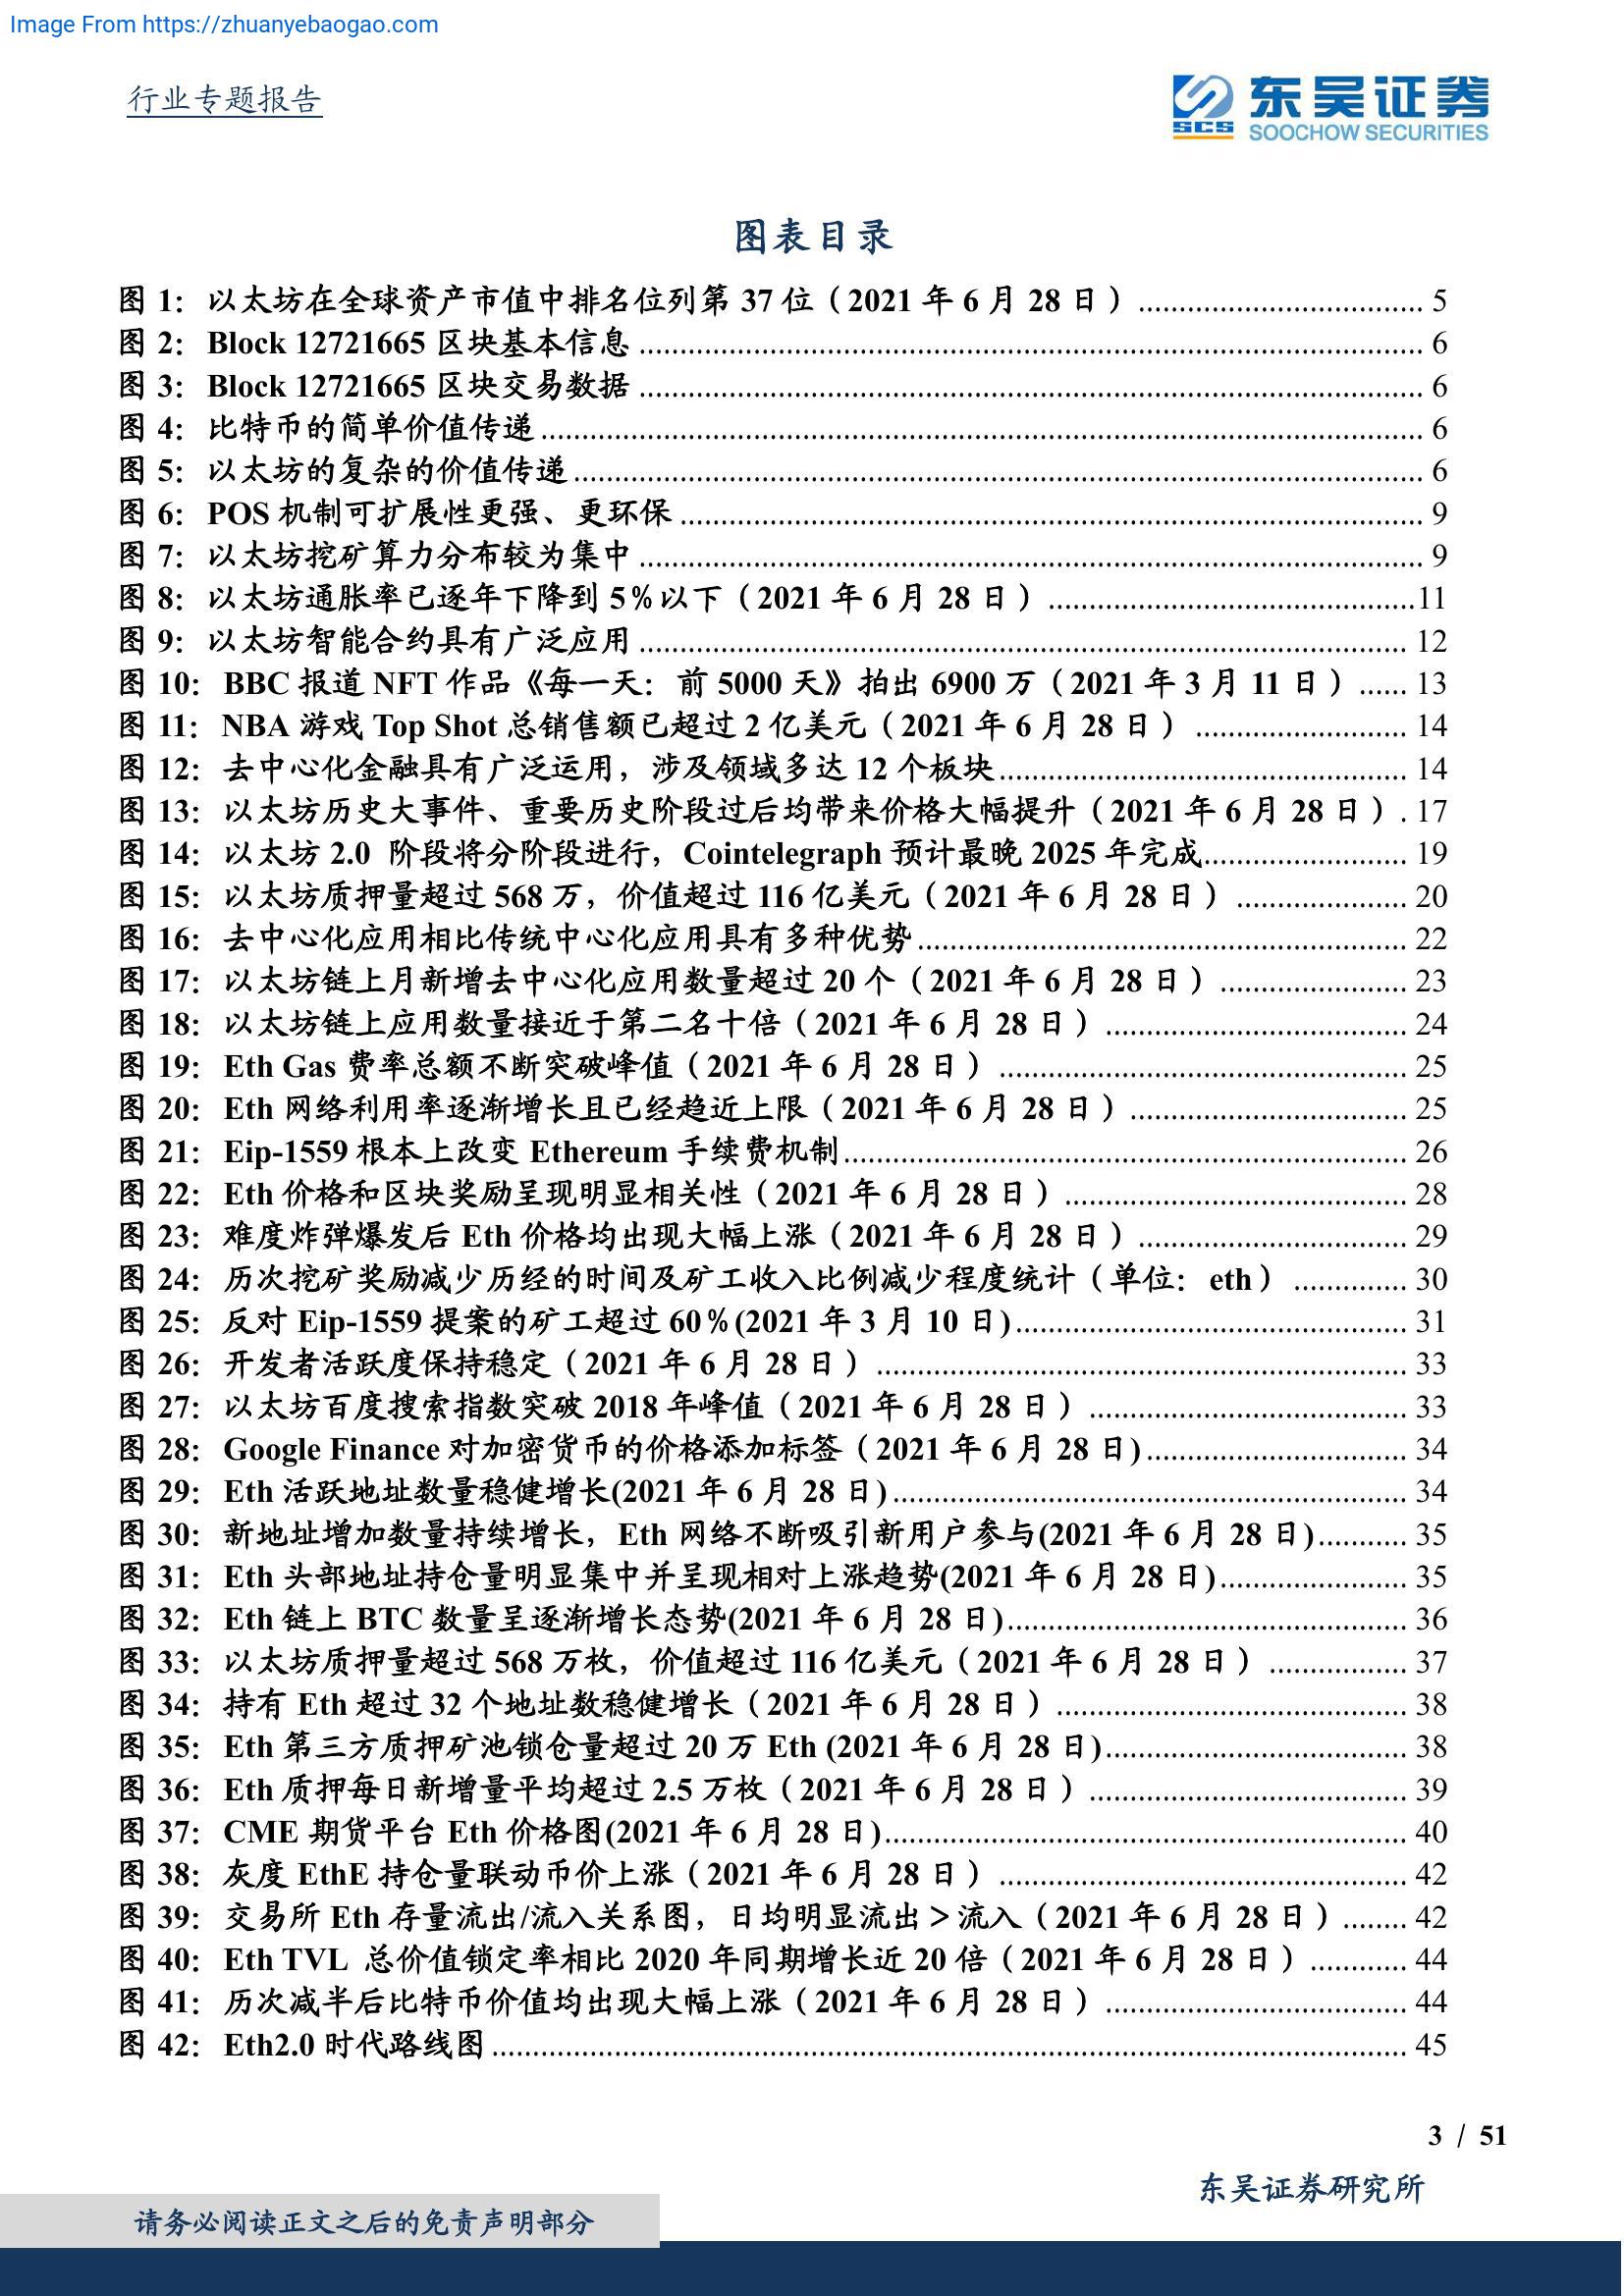 Image From https://zhuanyebaogao.com
行业专题报告
东吴证券
SCS
SOOCHOW SECURITIES
图表目录
图 1：以太坊在全球资产市值中排名位列第 37 位（2021 年 6 月 28 日）................................... 5
图 2：Block 12721665 区块基本信息................................................................................................ 6
图 3：Block 12721665 区块交易数据................................................................................................ 6
图 4：比特币的简单价值传递............................................................................................................ 6
图 5：以太坊的复杂的价值传递........................................................................................................ 6
图 6：POS 机制可扩展性更强、更环保........................................................................................... 9
图 7：以太坊挖矿算力分布较为集中................................................................................................ 9
图 8：以太坊通胀率已逐年下降到 5％以下（2021 年 6 月 28 日）.............................................11
图 9：以太坊智能合约具有广泛应用.............................................................................................. 12
图 10：BBC 报道 NFT 作品《每一天：前 5000 天》拍出 6900 万（2021 年 3 月 11 日）...... 13
图 11：NBA 游戏 Top Shot 总销售额已超过 2 亿美元（2021 年 6 月 28 日）.......................... 14
图 12：去中心化金融具有广泛运用，涉及领域多达 12 个板块.................................................. 14
图 13：以太坊历史大事件、重要历史阶段过后均带来价格大幅提升（2021 年 6 月 28 日）. 17
图 14：以太坊 2.0 阶段将分阶段进行，Cointelegraph 预计最晚 2025 年完成......................... 19
图 15：以太坊质押量超过 568 万，价值超过 116 亿美元（2021 年 6 月 28 日）..................... 20
图 16：去中心化应用相比传统中心化应用具有多种优势............................................................ 22
图 17：以太坊链上月新增去中心化应用数量超过 20 个（2021 年 6 月 28 日）....................... 23
图 18：以太坊链上应用数量接近于第二名十倍（2021 年 6 月 28 日）..................................... 24
图 19：Eth Gas 费率总额不断突破峰值（2021 年 6 月 28 日）.................................................. 25
图 20：Eth 网络利用率逐渐增长且已经趋近上限（2021 年 6 月 28 日）.................................. 25
图 21：Eip-1559 根本上改变 Ethereum 手续费机制..................................................................... 26
图 22：Eth 价格和区块奖励呈现明显相关性（2021 年 6 月 28 日）.......................................... 28
图 23：难度炸弹爆发后 Eth 价格均出现大幅上涨（2021 年 6 月 28 日）................................. 29
图 24：历次挖矿奖励减少历经的时间及矿工收入比例减少程度统计（单位：eth）.............. 30
图 25：反对 Eip-1559 提案的矿工超过 60％(2021 年 3 月 10 日)................................................ 31
图 26：开发者活跃度保持稳定（2021 年 6 月 28 日）................................................................. 33
图 27：以太坊百度搜索指数突破 2018 年峰值（2021 年 6 月 28 日）....................................... 33
图 28：Google Finance 对加密货币的价格添加标签（2021 年 6 月 28 日)................................ 34
图 29：Eth 活跃地址数量稳健增长(2021 年 6 月 28 日)............................................................... 34
图 30：新地址增加数量持续增长，Eth 网络不断吸引新用户参与(2021 年 6 月 28 日)........... 35
图 31：Eth 头部地址持仓量明显集中并呈现相对上涨趋势(2021 年 6 月 28 日)....................... 35
图 32：Eth 链上 BTC 数量呈逐渐增长态势(2021 年 6 月 28 日)................................................. 36
图 33：以太坊质押量超过 568 万枚，价值超过 116 亿美元（2021 年 6 月 28 日）................. 37
图 34：持有 Eth 超过 32 个地址数稳健增长（2021 年 6 月 28 日）........................................... 38
图 35：Eth 第三方质押矿池锁仓量超过 20 万 Eth (2021 年 6 月 28 日)..................................... 38
图 36：Eth 质押每日新增量平均超过 2.5 万枚（2021 年 6 月 28 日）....................................... 39
图 37：CME 期货平台 Eth 价格图(2021 年 6 月 28 日)................................................................ 40
图 38：灰度 EthE 持仓量联动币价上涨（2021 年 6 月 28 日）.................................................. 42
图 39：交易所 Eth 存量流出/流入关系图，日均明显流出＞流入（2021 年 6 月 28 日）........ 42
图 40：Eth TVL 总价值锁定率相比 2020 年同期增长近 20 倍（2021 年 6 月 28 日）............ 44
图 41：历次减半后比特币价值均出现大幅上涨（2021 年 6 月 28 日）..................................... 44
图 42：Eth2.0 时代路线图................................................................................................................ 45
3 / 51
东吴证券研究所
请务必阅读正文之后的免责声明部分